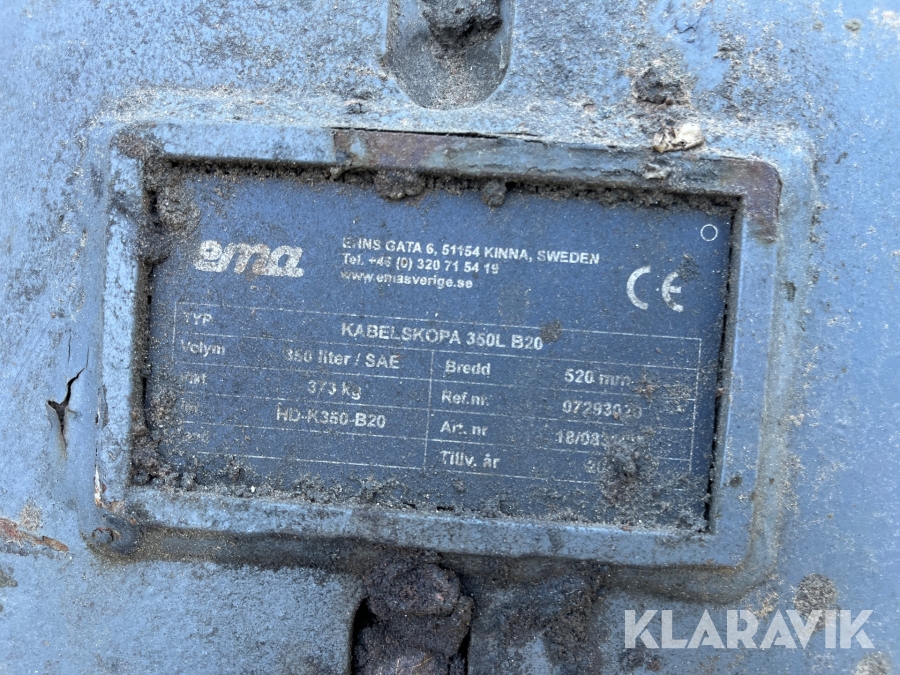 ema
EHNS GATA 6, 51154 KINNA, SWEDEN
Tel. +46 (0) 320 71 54 19
www.emasverige.se
CE
TYP
KABELSKOPA 350L B20
Volym 350 liter / SAE
Bredd 520 mm
373 kg
Ref.nr.
HD-K350-B20
Art. nr
Tillv. år
KLARAVIK